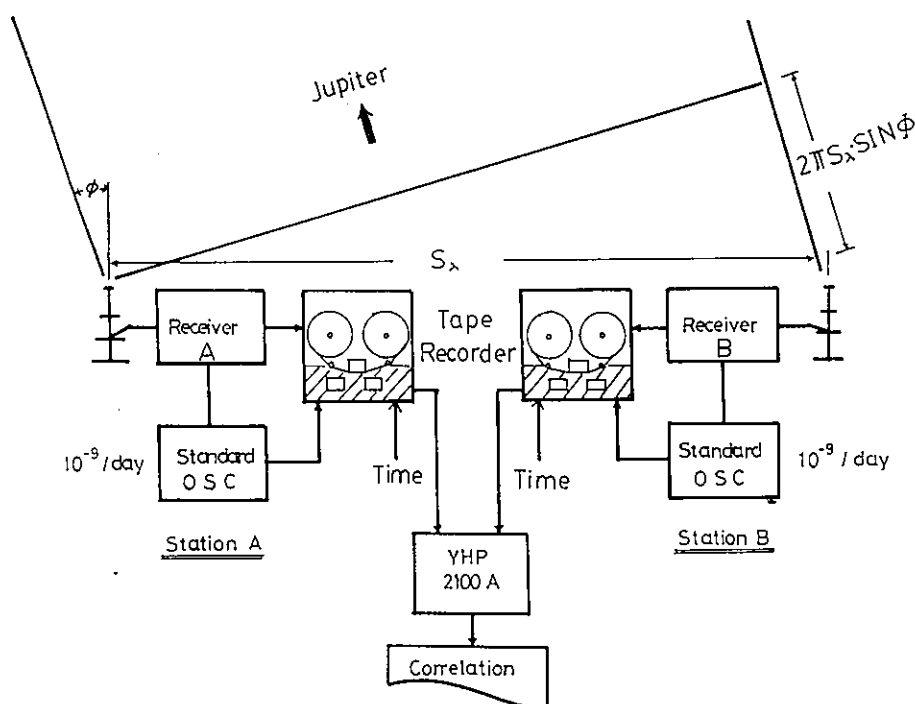 Jupiter
ϕ
2πSλ·SINϕ
Sλ
Receiver
A
Tape
Recorder
Receiver
B
10⁻⁹/day
Standard
OSC
Time
Time
Standard
OSC
10⁻⁹/day
Station A
Station B
YHP
2100 A
Correlation